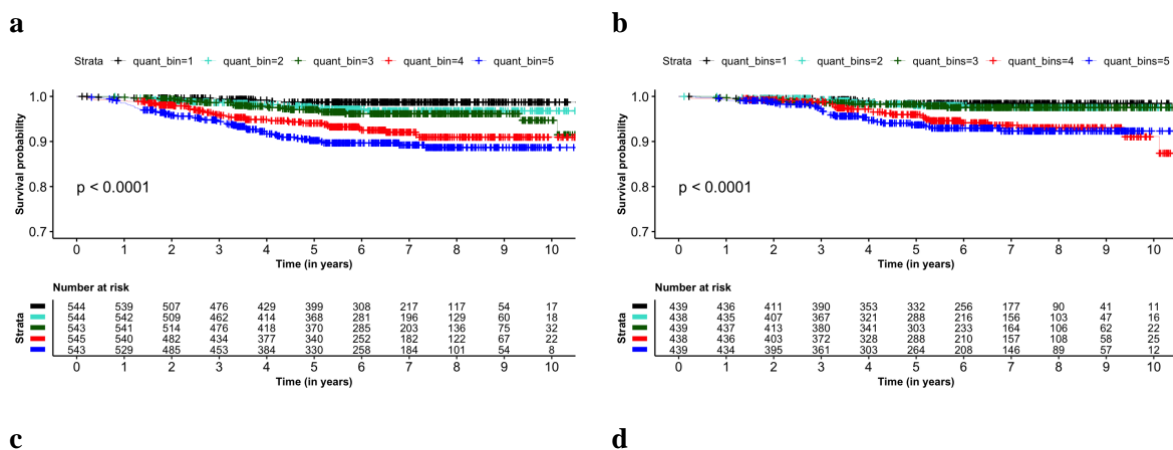 a
Strata quant_bin=1 quant_bin=2 quant_bin=3 quant_bin=4 quant_bin=5
Survival probability
1.0
0.9
0.8
0.7
p < 0.0001
0 1 2 3 4 5 6 7 8 9 10
Time (in years)
Number at risk
Strata
544 539 507 476 429 399 308 217 117 54 17
544 542 509 462 414 368 281 196 129 60 18
543 541 514 476 418 370 285 203 136 75 32
545 540 482 434 377 340 252 182 122 67 22
543 529 485 453 384 330 258 184 101 54 8
0 1 2 3 4 5 6 7 8 9 10
Time (in years)
b
Strata quant_bins=1 quant_bins=2 quant_bins=3 quant_bins=4 quant_bins=5
Survival probability
1.0
0.9
0.8
0.7
p < 0.0001
0 1 2 3 4 5 6 7 8 9 10
Time (in years)
Number at risk
Strata
439 436 411 390 353 332 256 177 90 41 11
438 435 407 367 321 288 216 156 103 47 16
439 437 413 380 341 303 233 164 106 62 22
438 436 403 372 328 288 210 157 108 58 25
439 434 395 361 303 264 208 146 89 57 12
0 1 2 3 4 5 6 7 8 9 10
Time (in years)
c
d